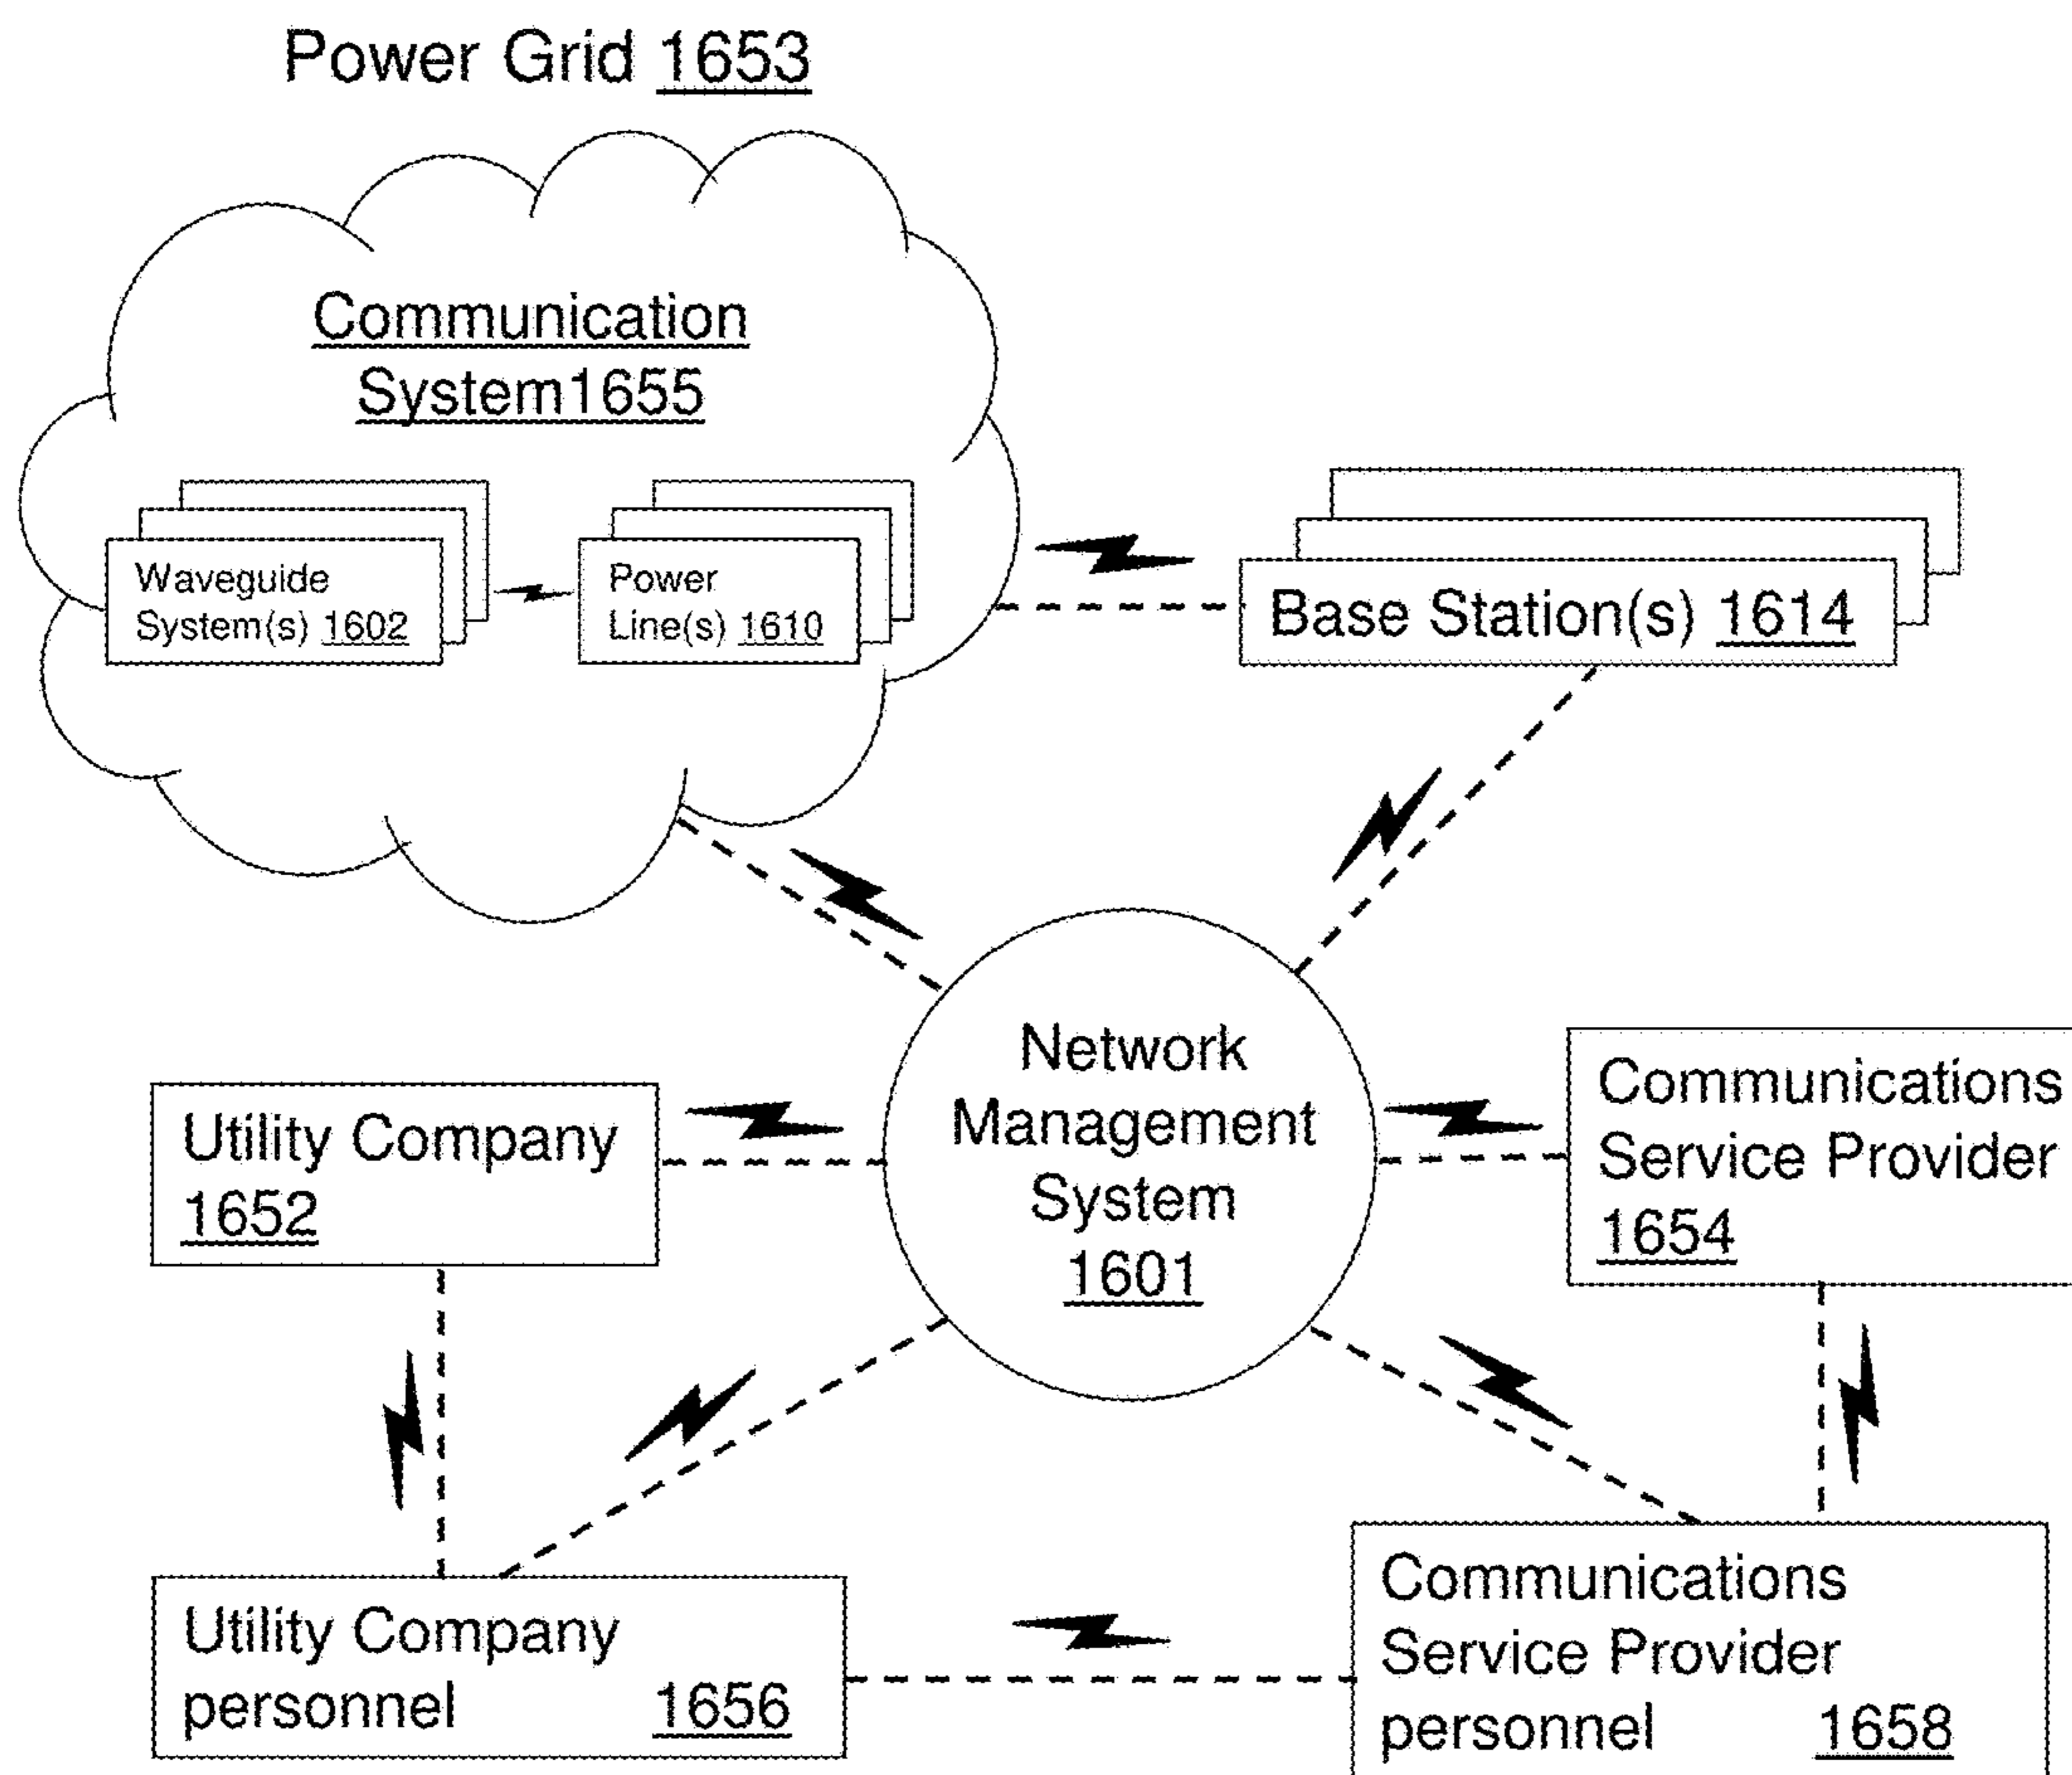 Power Grid 1653
Communication
System1655
Waveguide
System(s) 1602
Power
Line(s) 1610
Base Station(s) 1614
Network
Management
System
1601
Utility Company
1652
Communications
Service Provider
1654
Utility Company
personnel 1656
Communications
Service Provider
personnel 1658